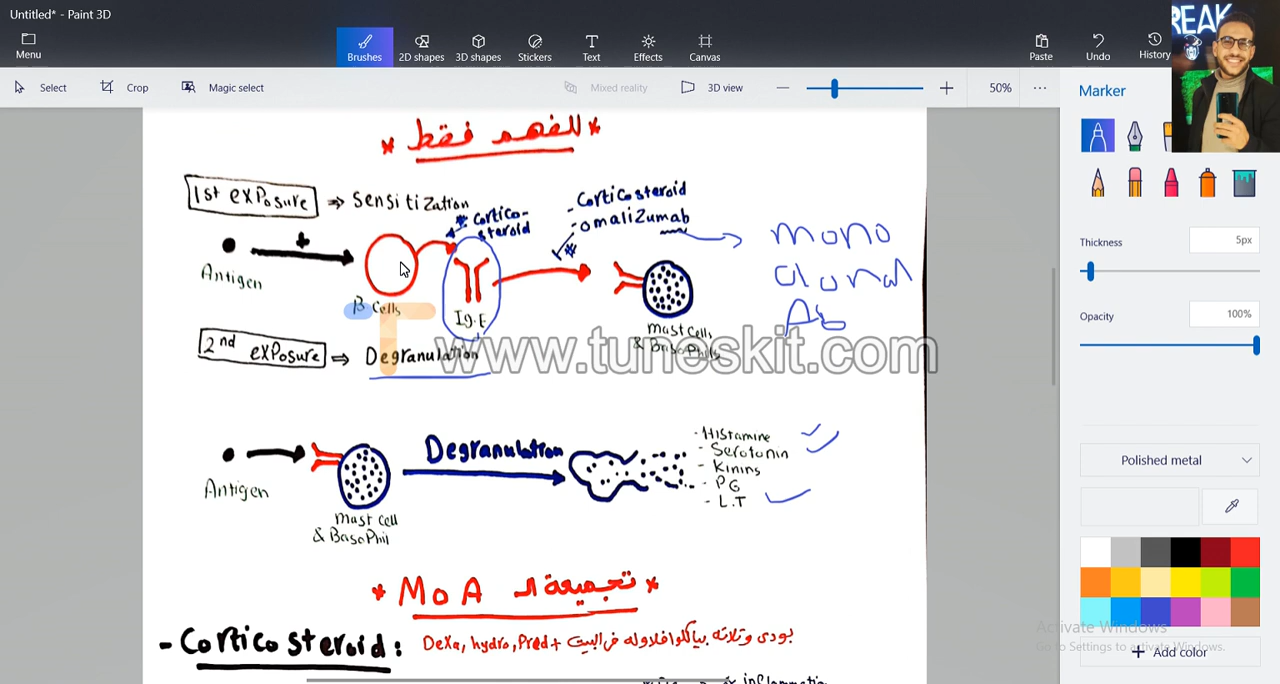 Untitled* - Paint 3D
Menu
Brushes
2D shapes
3D shapes
Stickers
Text
Effects
Canvas
Paste
Undo
History
REAK
Select
Crop
Magic select
Mixed reality
3D view
50%
Marker
Thickness
5px
Opacity
100%
Polished metal
Add color
Activate Windows
Go to Settings to activate Windows.
* للفهم فقط *
1st exposure ⇒ Sensitization
Antigen
+
B Cells
* Cortico-
steroid
Ig.E
- Corticosteroid
- omalizumab
mono
clonal
Ab
Mast Cells
& Basophils
2nd exposure ⇒ Degranulation
www.tuneskit.com
Antigen
Mast Cell
& Basophil
Degranulation
- Histamine
- Serotonin
- Kinins
- PG
- L.T
* تجميعة الـ MoA *
- Corticosteroid:
Dexa, hydro, Pred +